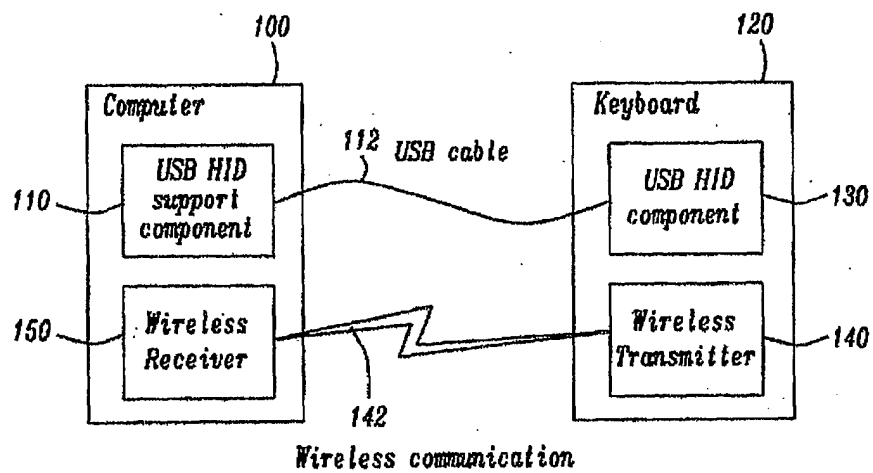 100
120
Computer
Keyboard
112
USB cable
USB HID
support
component
USB HID
component
110
130
150
Wireless
Receiver
Wireless
Transmitter
140
142
Wireless communication